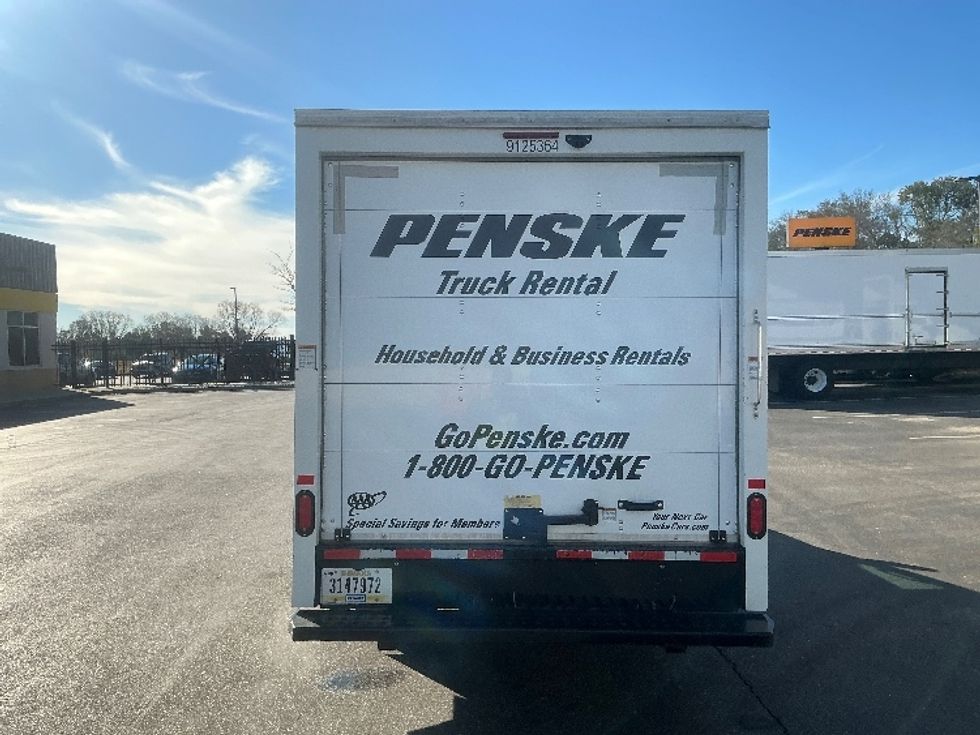 9125364
PENSKE
Truck Rental
Household & Business Rentals
GoPenske.com
1-800-GO-PENSKE
AAA
Special Savings for Members
Your Next Car
PenskeCars.com
3147972
PENSKE